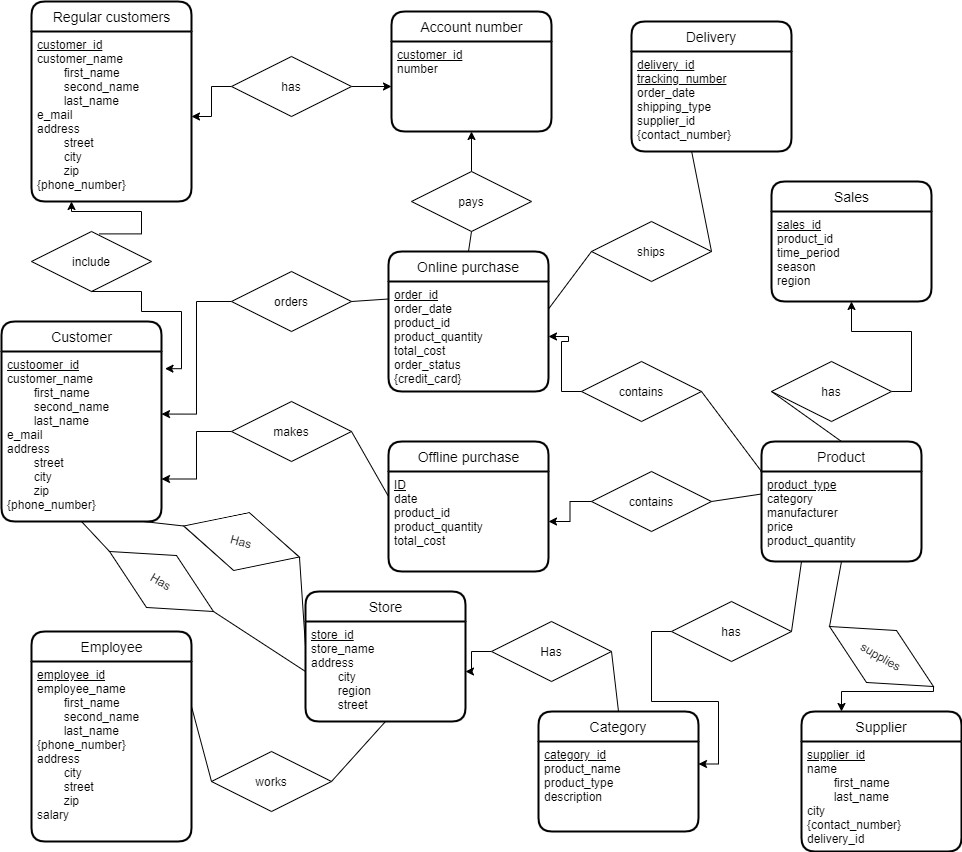 Regular customers
customer_id
customer_name
first_name
second_name
last_name
e_mail
address
street
city
zip
{phone_number}
has
Account number
customer_id
number
Delivery
delivery_id
tracking_number
order_date
shipping_type
supplier_id
{contact_number}
pays
Sales
sales_id
product_id
time_period
season
region
include
orders
Online purchase
order_id
order_date
product_id
product_quantity
total_cost
order_status
{credit_card}
ships
Customer
custoomer_id
customer_name
first_name
second_name
last_name
e_mail
address
street
city
zip
{phone_number}
makes
contains
has
Offline purchase
ID
date
product_id
product_quantity
total_cost
contains
Product
product_type
category
manufacturer
price
product_quantity
Has
Has
Store
store_id
store_name
address
city
region
street
Has
has
supplies
Employee
employee_id
employee_name
first_name
second_name
last_name
{phone_number}
address
city
street
zip
salary
works
Category
category_id
product_name
product_type
description
Supplier
supplier_id
name
first_name
last_name
city
{contact_number}
delivery_id